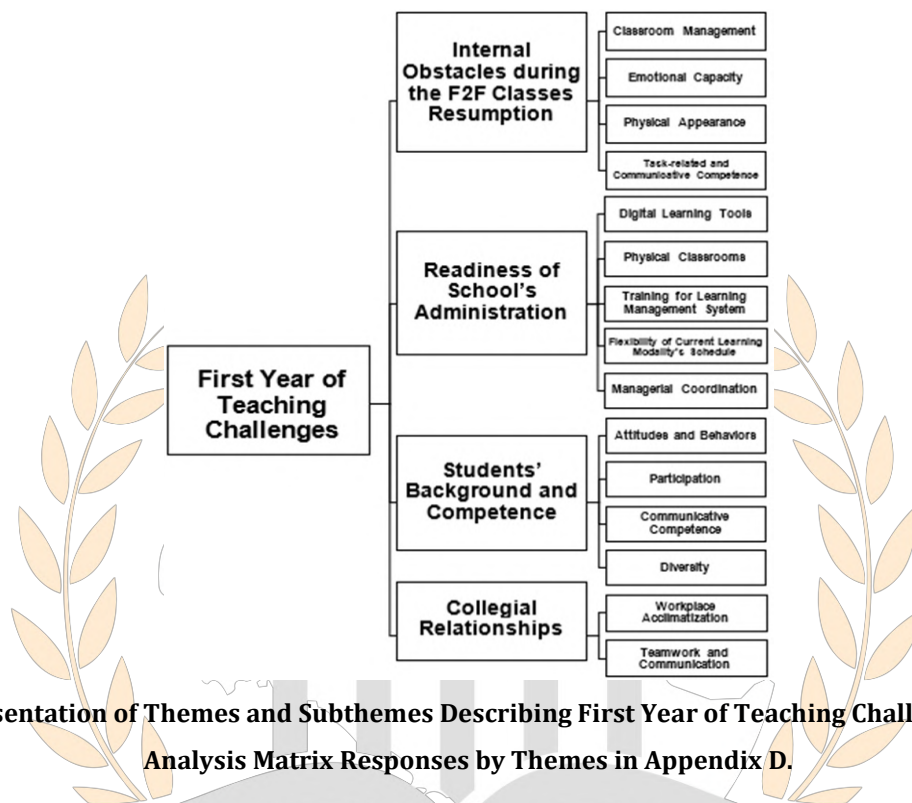 First Year of
Teaching
Challenges
Internal
Obstacles during
the F2F Classes
Resumption
Classroom Management
Emotional Capacity
Physical Appearance
Task-related and
Communicative Competence
Readiness of
School's
Administration
Digital Learning Tools
Physical Classrooms
Training for Learning
Management System
Flexibility of Current Learning
Modality's Schedule
Managerial Coordination
Students'
Background and
Competence
Attitudes and Behaviors
Participation
Communicative
Competence
Diversity
Collegial
Relationships
Workplace
Acclimatization
Teamwork and
Communication
sentation of Themes and Subthemes Describing First Year of Teaching Chall
Analysis Matrix Responses by Themes in Appendix D.